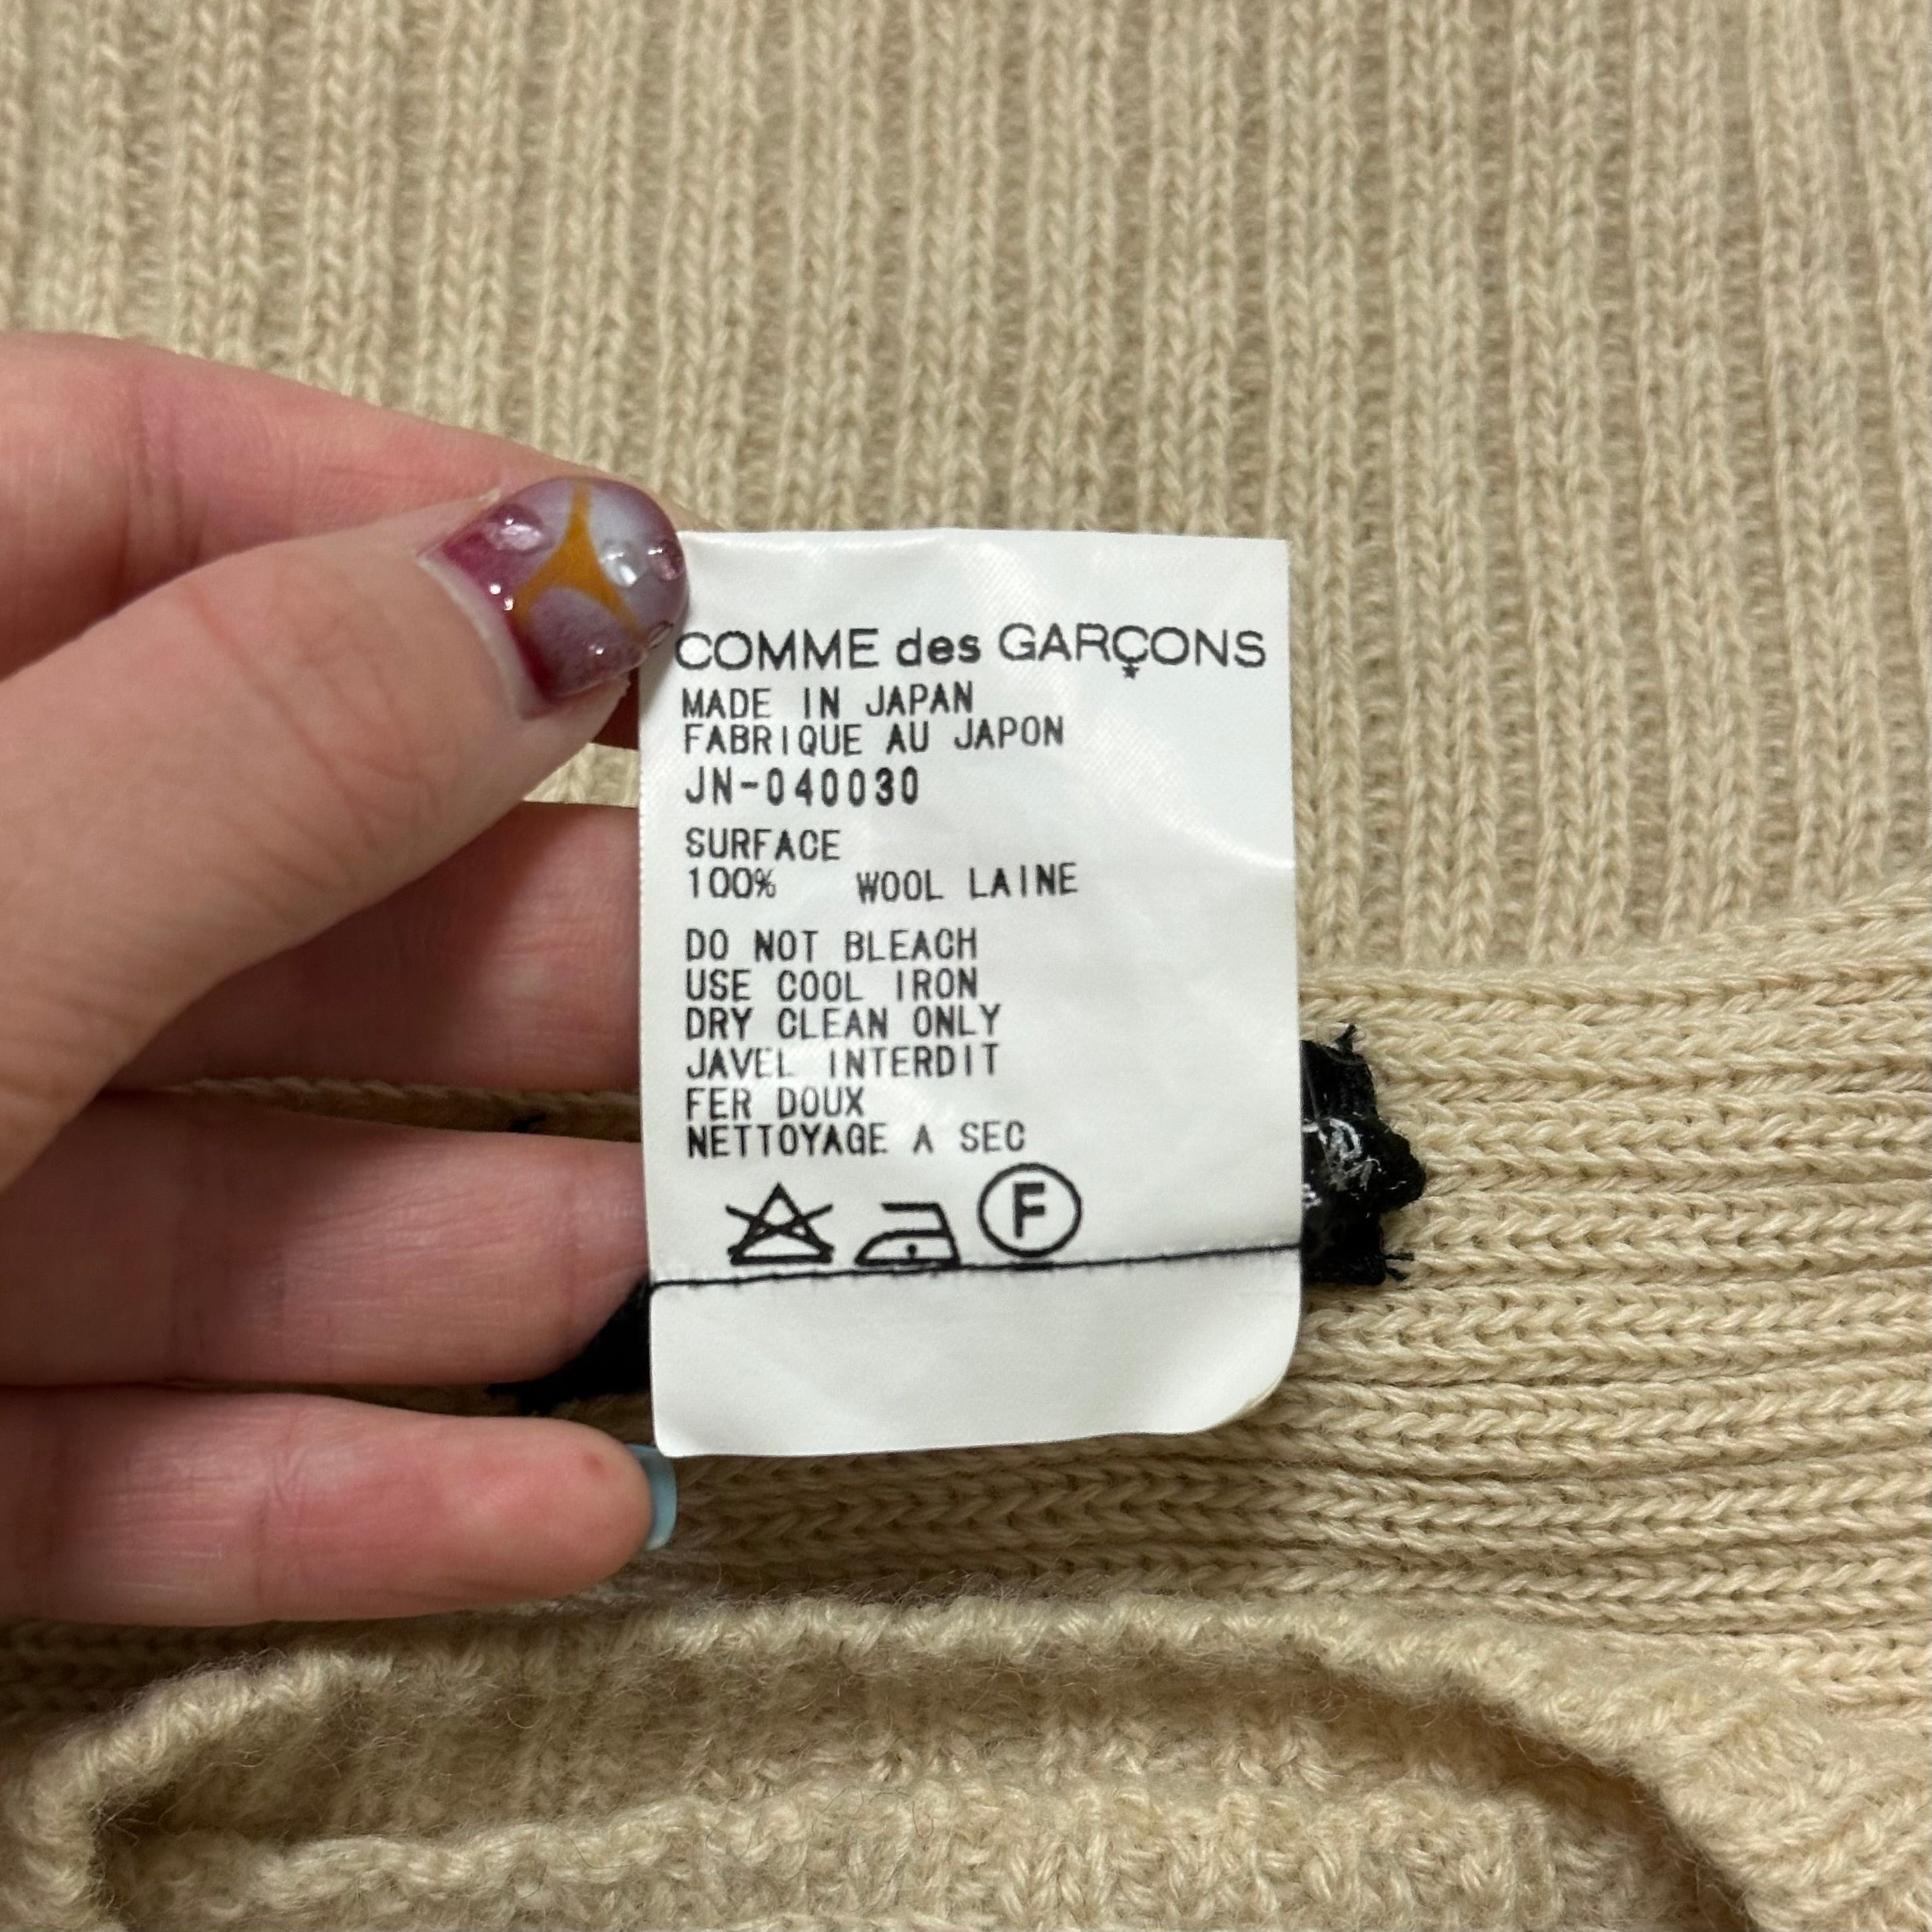 COMME des GARÇONS
MADE IN JAPAN
FABRIQUE AU JAPON
JN-040030
SURFACE
100% WOOL LAINE
DO NOT BLEACH
USE COOL IRON
DRY CLEAN ONLY
JAVEL INTERDIT
FER DOUX
NETTOYAGE A SEC
F